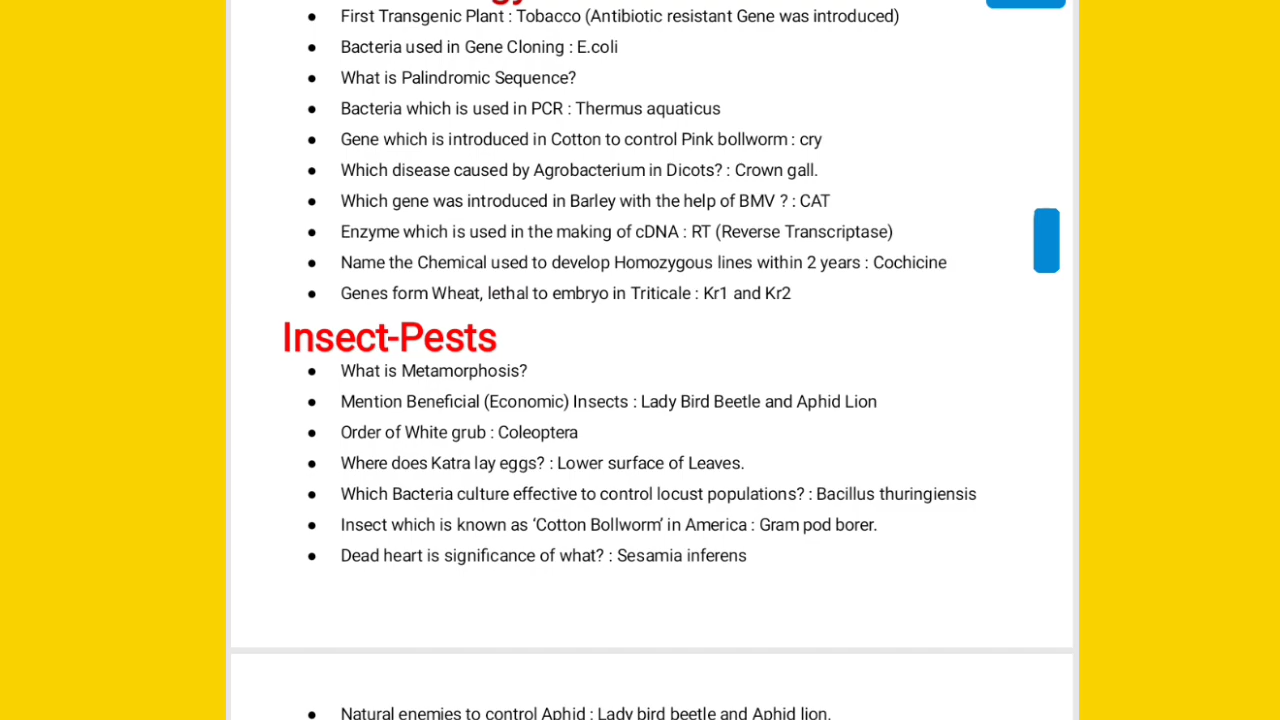 • First Transgenic Plant : Tobacco (Antibiotic resistant Gene was introduced)
• Bacteria used in Gene Cloning : E.coli
• What is Palindromic Sequence?
• Bacteria which is used in PCR : Thermus aquaticus
• Gene which is introduced in Cotton to control Pink bollworm : cry
• Which disease caused by Agrobacterium in Dicots? : Crown gall.
• Which gene was introduced in Barley with the help of BMV ? : CAT
• Enzyme which is used in the making of cDNA : RT (Reverse Transcriptase)
• Name the Chemical used to develop Homozygous lines within 2 years : Cochicine
• Genes form Wheat, lethal to embryo in Triticale : Kr1 and Kr2
Insect-Pests
• What is Metamorphosis?
• Mention Beneficial (Economic) Insects : Lady Bird Beetle and Aphid Lion
• Order of White grub : Coleoptera
• Where does Katra lay eggs? : Lower surface of Leaves.
• Which Bacteria culture effective to control locust populations? : Bacillus thuringiensis
• Insect which is known as ‘Cotton Bollworm’ in America : Gram pod borer.
• Dead heart is significance of what? : Sesamia inferens
• Natural enemies to control Aphid : Lady bird beetle and Aphid lion.